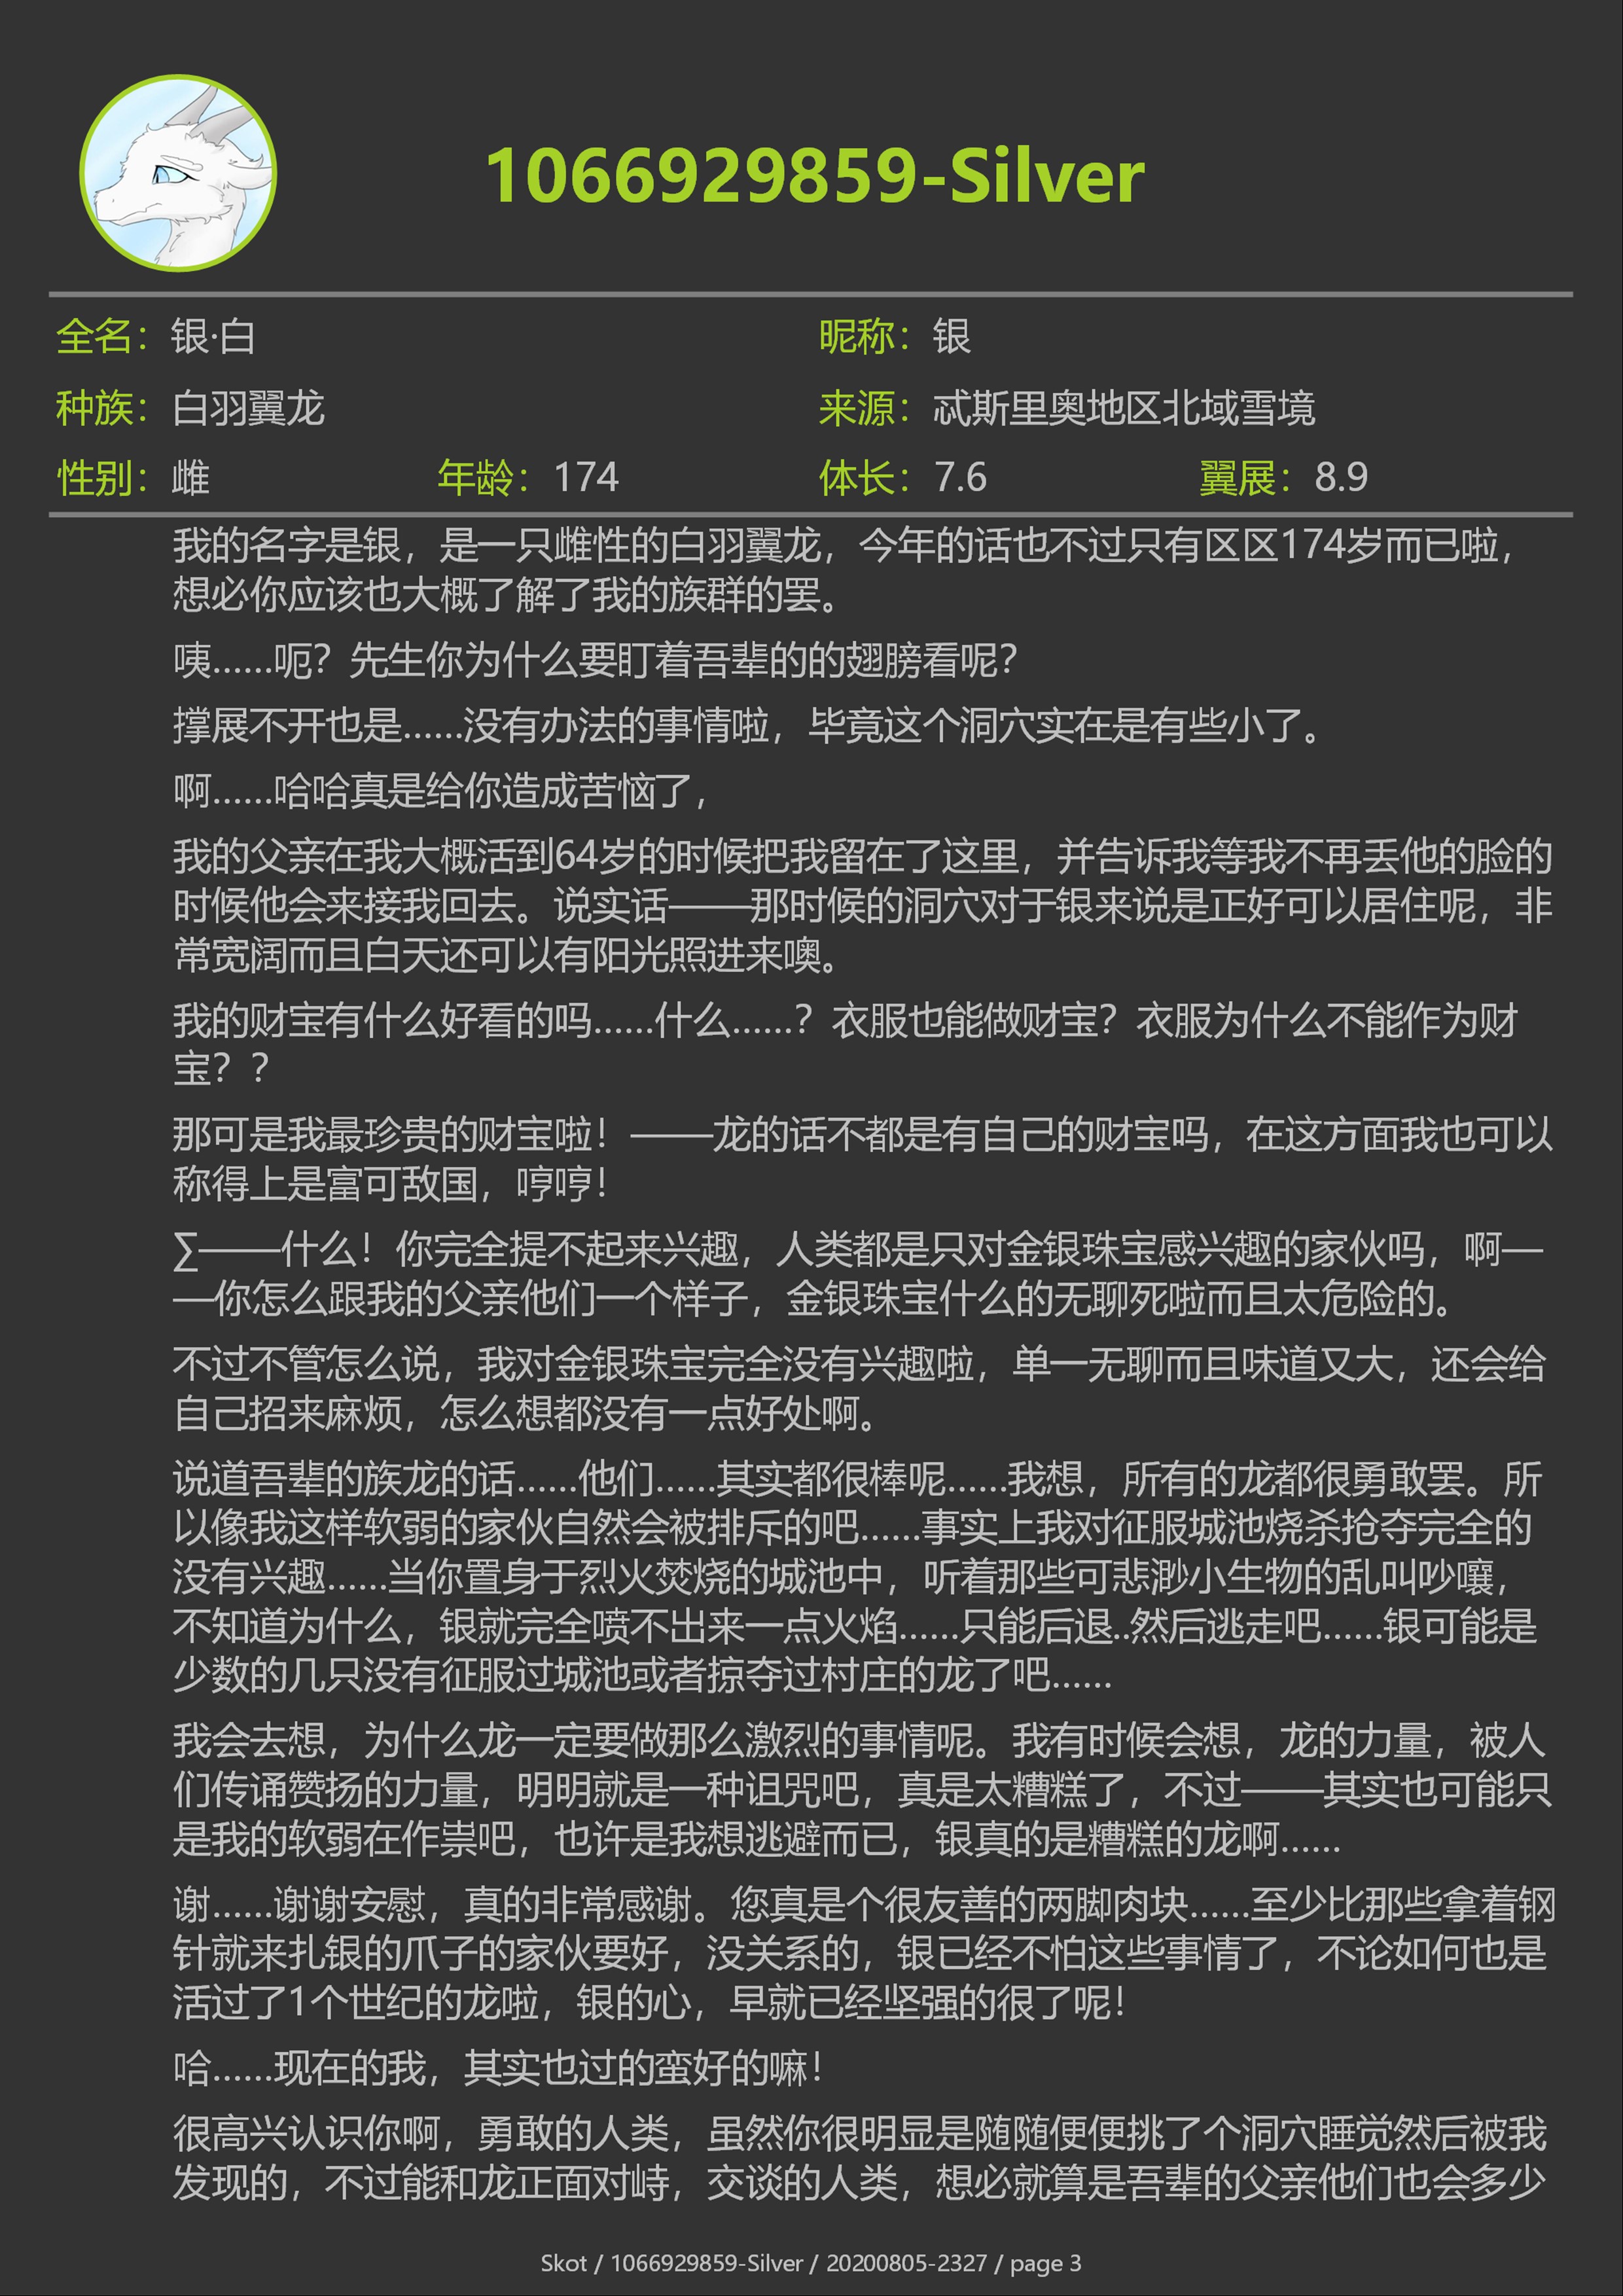 1066929859-Silver
全名：银·白 昵称：银
种族：白羽翼龙 来源：忒斯里奥地区北域雪境
性别：雌 年龄：174 体长：7.6 翼展：8.9
我的名字是银，是一只雌性的白羽翼龙，今年的话也不过只有区区174岁而已啦，
想必你应该也大概了解了我的族群的罢。
咦……呃？先生你为什么要盯着吾辈的的翅膀看呢？
撑展不开也是……没有办法的事情啦，毕竟这个洞穴实在是有些小了。
啊……哈哈真是给你造成苦恼了，
我的父亲在我大概活到64岁的时候把我留在了这里，并告诉我等我不再丢他的脸的
时候他会来接我回去。说实话——那时候的洞穴对于银来说是正好可以居住呢，非
常宽阔而且白天还可以有阳光照进来噢。
我的财宝有什么好看的吗……什么……？衣服也能做财宝？衣服为什么不能作为财
宝？？
那可是我最珍贵的财宝啦！——龙的话不都是有自己的财宝吗，在这方面我也可以
称得上是富可敌国，哼哼！
∑——什么！你完全提不起来兴趣，人类都是只对金银珠宝感兴趣的家伙吗，啊—
—你怎么跟我的父亲他们一个样子，金银珠宝什么的无聊死啦而且太危险的。
不过不管怎么说，我对金银珠宝完全没有兴趣啦，单一无聊而且味道又大，还会给
自己招来麻烦，怎么想都没有一点好处啊。
说道吾辈的族龙的话……他们……其实都很棒呢……我想，所有的龙都很勇敢罢。所
以像我这样软弱的家伙自然会被排斥的吧……事实上我对征服城池烧杀抢夺完全的
没有兴趣……当你置身于烈火焚烧的城池中，听着那些可悲渺小生物的乱叫吵嚷，
不知道为什么，银就完全喷不出来一点火焰……只能后退..然后逃走吧……银可能是
少数的几只没有征服过城池或者掠夺过村庄的龙了吧……
我会去想，为什么龙一定要做那么激烈的事情呢。我有时候会想，龙的力量，被人
们传诵赞扬的力量，明明就是一种诅咒吧，真是太糟糕了，不过——其实也可能只
是我的软弱在作祟吧，也许是我想逃避而已，银真的是糟糕的龙啊……
谢……谢谢安慰，真的非常感谢。您真是个很友善的两脚肉块……至少比那些拿着钢
针就来扎银的爪子的家伙要好，没关系的，银已经不怕这些事情了，不论如何也是
活过了1个世纪的龙啦，银的心，早就已经坚强的很了呢！
哈……现在的我，其实也过的蛮好的嘛！
很高兴认识你啊，勇敢的人类，虽然你很明显是随随便便挑了个洞穴睡觉然后被我
发现的，不过能和龙正面对峙，交谈的人类，想必就算是吾辈的父亲他们也会多少
Skot / 1066929859-Silver / 20200805-2327 / page 3